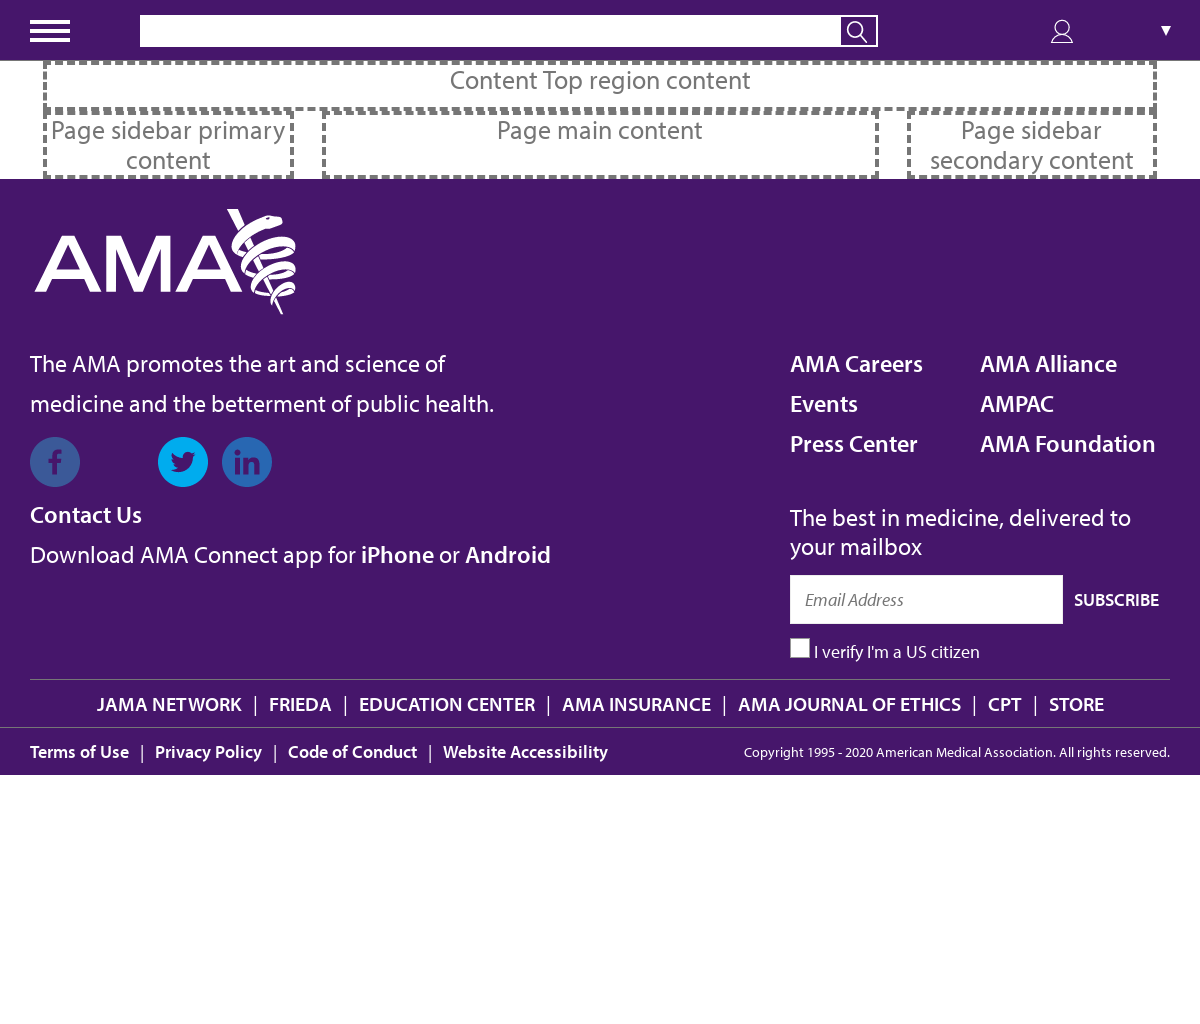 ▼
Content Top region content
Page sidebar primary
content
Page main content
Page sidebar
secondary content
AMA
The AMA promotes the art and science of
medicine and the betterment of public health.
Contact Us
Download AMA Connect app for iPhone or Android
AMA Careers
Events
Press Center
AMA Alliance
AMPAC
AMA Foundation
The best in medicine, delivered to
your mailbox
Email Address
SUBSCRIBE
I verify I'm a US citizen
JAMA NETWORK | FRIEDA | EDUCATION CENTER | AMA INSURANCE | AMA JOURNAL OF ETHICS | CPT | STORE
Terms of Use | Privacy Policy | Code of Conduct | Website Accessibility
Copyright 1995 - 2020 American Medical Association. All rights reserved.